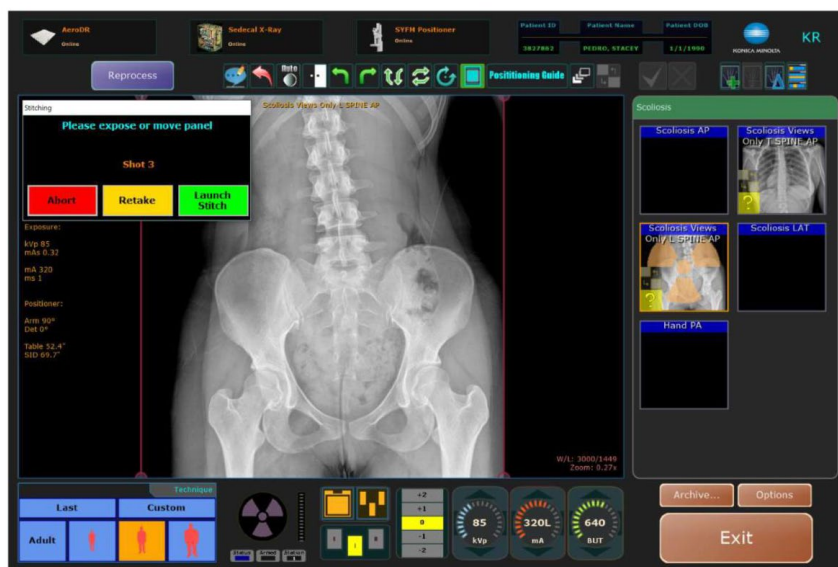 AeroDR
Online
Sedecal X-Ray
Online
SYFM Positioner
Online
Patient ID
Patient Name
Patient DOB
3827862
PEDRO, STACEY
1/1/1990
KONICA MINOLTA
KR
Reprocess
Auto
Posititioning Guide
Stitching
Please expose or move panel
Shot 3
Abort
Retake
Launch
Stitch
Scoliosis Views Only L SPINE AP
Exposure:
kVp 85
mAs 0.32
mA 320
ms 1
Positioner:
Arm 90°
Det 0°
Table 52.4"
SID 69.7"
W/L: 3000/1449
Zoom: 0.27x
Scoliosis
Scoliosis AP
Scoliosis Views
Only T SPINE AP
?
Scoliosis Views
Only L SPINE AP
?
Scoliosis LAT
Hand PA
Technique
Last
Custom
Adult
Status
Armed
Station
+2
+1
0
-1
-2
85
kVp
320L
mA
640
BUT
Archive...
Options
Exit